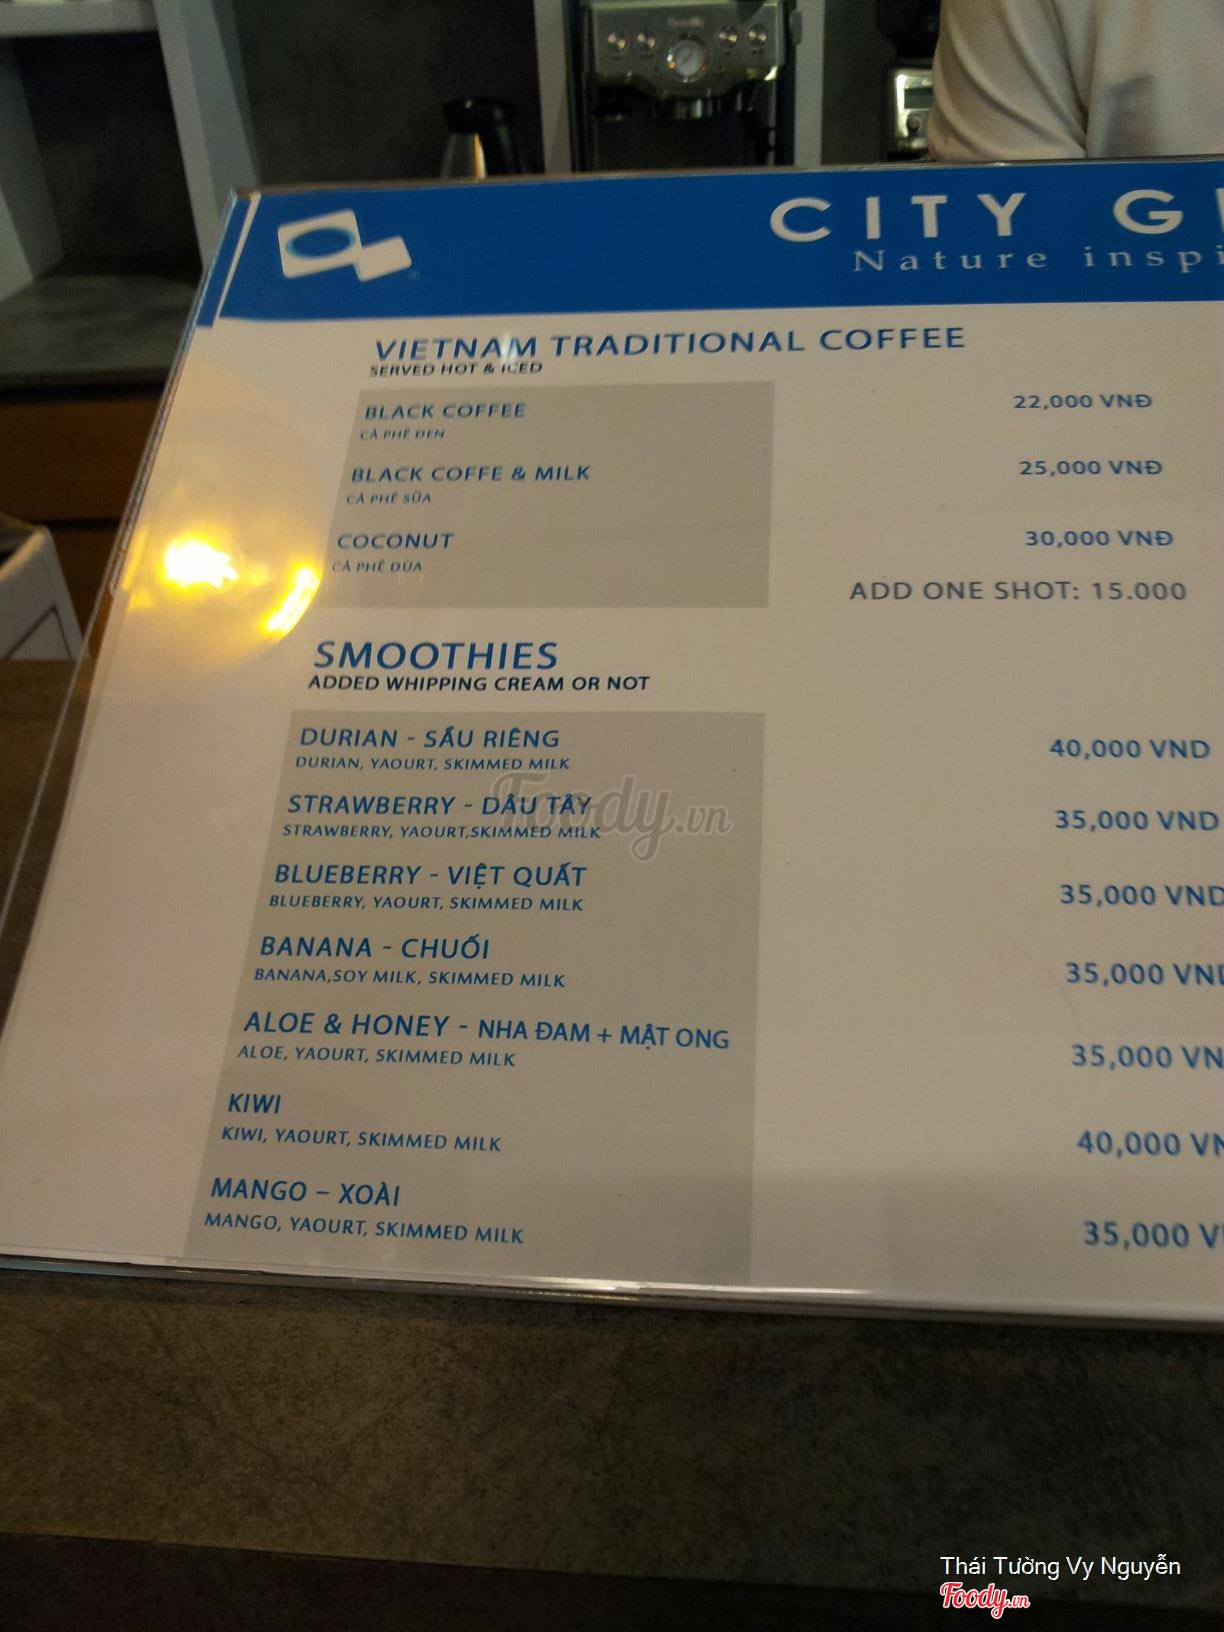 CITY G
Nature inspi
VIETNAM TRADITIONAL COFFEE
SERVED HOT & ICED
BLACK COFFEE 22,000 VNĐ
CÀ PHÊ ĐEN
BLACK COFFE & MILK 25,000 VNĐ
CÀ PHÊ SỮA
COCONUT 30,000 VNĐ
CÀ PHÊ DỪA
ADD ONE SHOT: 15.000
SMOOTHIES
ADDED WHIPPING CREAM OR NOT
DURIAN - SẦU RIÊNG 40,000 VND
DURIAN, YAOURT, SKIMMED MILK
STRAWBERRY - DÂU TÂY 35,000 VND
STRAWBERRY, YAOURT,SKIMMED MILK
Foody.vn
BLUEBERRY - VIỆT QUẤT 35,000 VND
BLUEBERRY, YAOURT, SKIMMED MILK
BANANA - CHUỐI 35,000 VND
BANANA,SOY MILK, SKIMMED MILK
ALOE & HONEY - NHA ĐAM + MẬT ONG 35,000 VN
ALOE, YAOURT, SKIMMED MILK
KIWI 40,000 VN
KIWI, YAOURT, SKIMMED MILK
MANGO – XOÀI 35,000 V
MANGO, YAOURT, SKIMMED MILK
Thái Tường Vy Nguyễn
Foody.vn